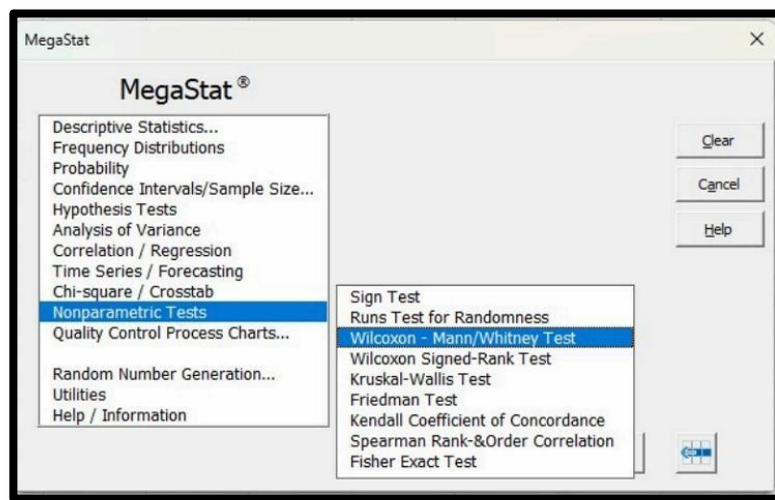 MegaStat
MegaStat ®
Descriptive Statistics...
Frequency Distributions
Probability
Confidence Intervals/Sample Size...
Hypothesis Tests
Analysis of Variance
Correlation / Regression
Time Series / Forecasting
Chi-square / Crosstab
Nonparametric Tests
Quality Control Process Charts...
Random Number Generation...
Utilities
Help / Information
Sign Test
Runs Test for Randomness
Wilcoxon - Mann/Whitney Test
Wilcoxon Signed-Rank Test
Kruskal-Wallis Test
Friedman Test
Kendall Coefficient of Concordance
Spearman Rank-&Order Correlation
Fisher Exact Test
Clear
Cancel
Help